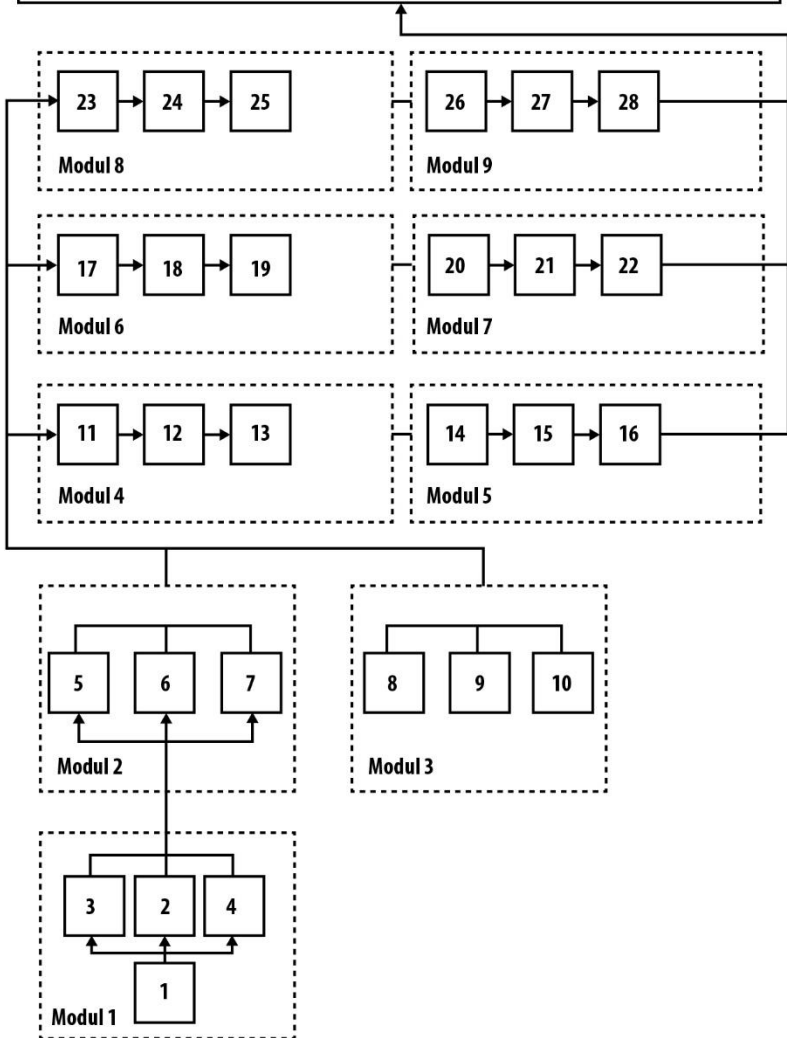 23 24 25
Modul 8
26 27 28
Modul 9
17 18 19
Modul 6
20 21 22
Modul 7
11 12 13
Modul 4
14 15 16
Modul 5
5 6 7
Modul 2
8 9 10
Modul 3
3 2 4
1
Modul 1